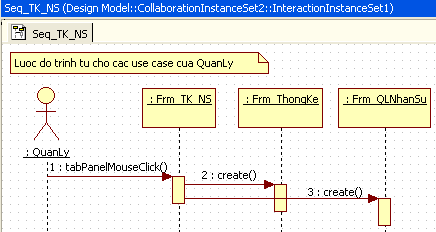 Seq_TK_NS (Design Model::CollaborationInstanceSet2::InteractionInstanceSet1)
Seq_TK_NS
Luoc do trinh tu cho cac use case cua QuanLy
: Frm_TK_NS
: Frm_ThongKe
: Frm_QLNhanSu
: QuanLy
1 : tabPanelMouseClick()
2 : create()
3 : create()